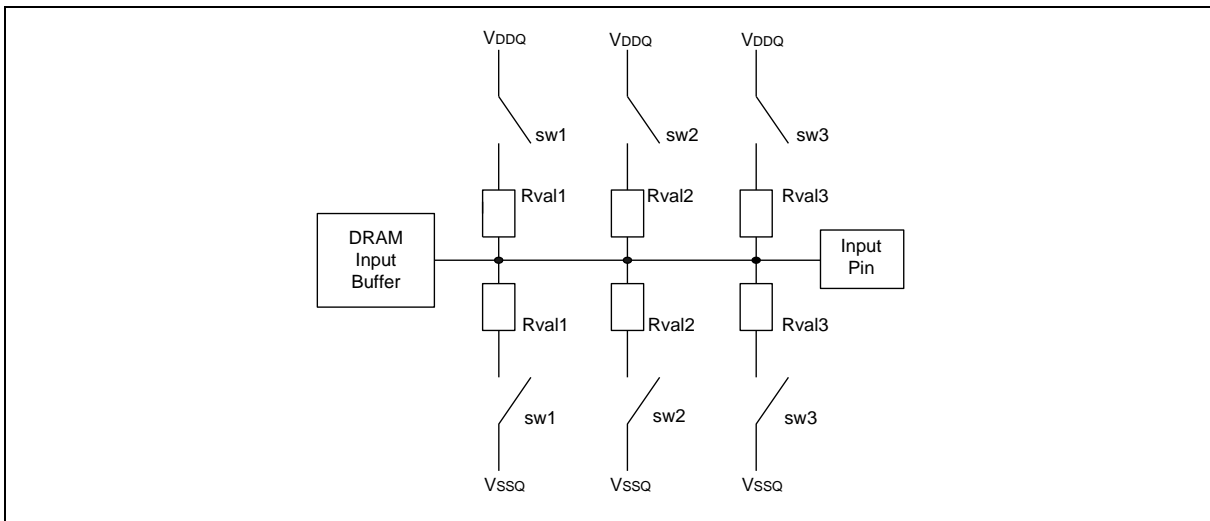 VDDQ VDDQ VDDQ
sw1 sw2 sw3
Rval1 Rval2 Rval3
DRAM
Input
Buffer
Input
Pin
Rval1 Rval2 Rval3
sw1 sw2 sw3
VSSQ VSSQ VSSQ